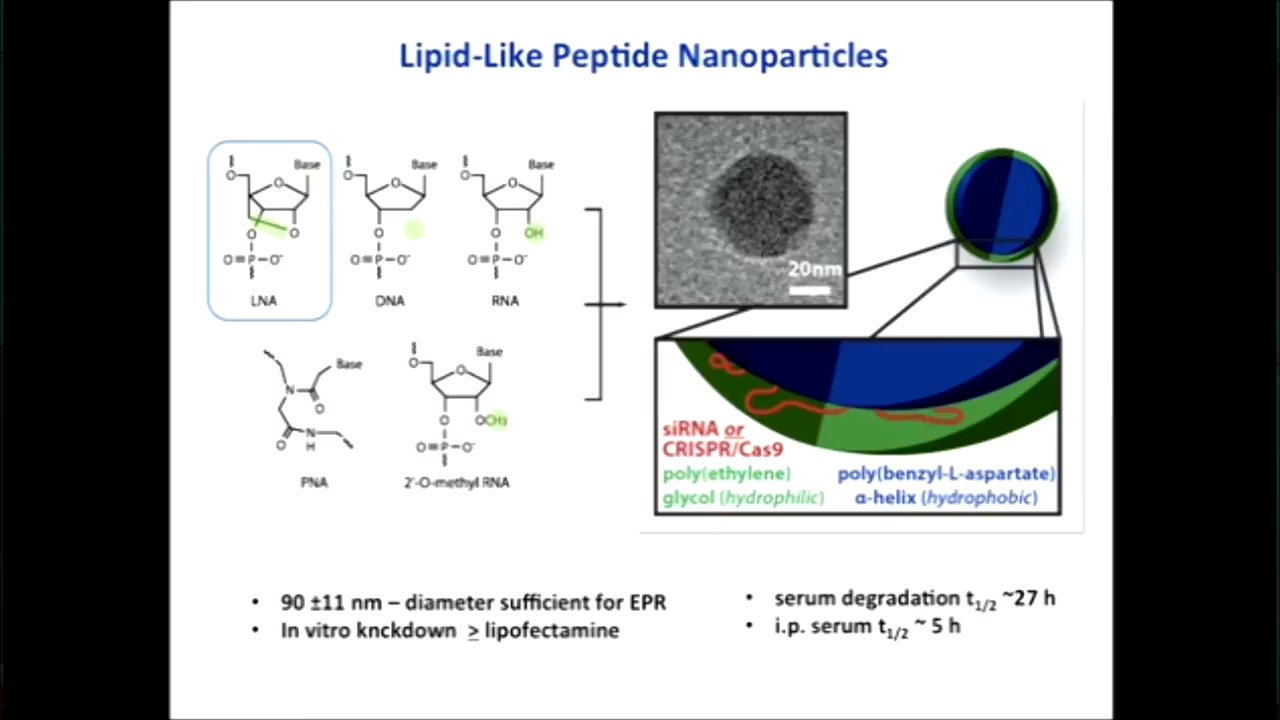 Lipid-Like Peptide Nanoparticles
Base
O
O
O
O
O=P-O⁻
LNA
Base
O
O
O
O=P-O⁻
DNA
Base
O
O
O
OH
O=P-O⁻
RNA
Base
N
O
O
N
H
PNA
Base
O
O
O
OCH₃
O=P-O⁻
2'-O-methyl RNA
20nm
siRNA or
CRISPR/Cas9
poly(ethylene)
glycol (hydrophilic)
poly(benzyl-L-aspartate)
α-helix (hydrophobic)
• 90 ±11 nm – diameter sufficient for EPR
• In vitro knckdown ≥ lipofectamine
• serum degradation t1/2 ~27 h
• i.p. serum t1/2 ~ 5 h